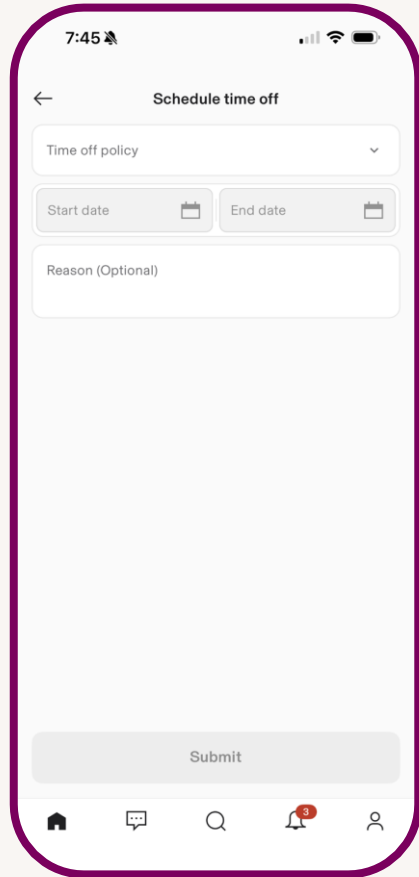 7:45
Schedule time off
Time off policy
Start date
End date
Reason (Optional)
Submit
3